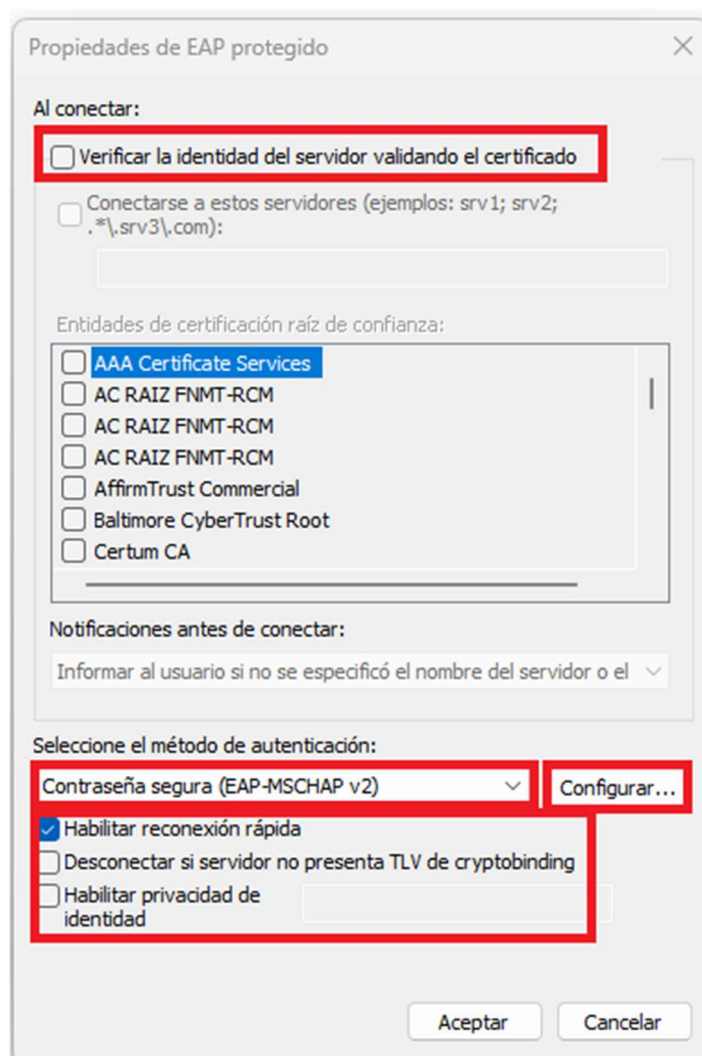 Propiedades de EAP protegido
Al conectar:
Verificar la identidad del servidor validando el certificado
Conectarse a estos servidores (ejemplos: srv1; srv2;
.*\.srv3\.com):
Entidades de certificación raíz de confianza:
AAA Certificate Services
AC RAIZ FNMT-RCM
AC RAIZ FNMT-RCM
AC RAIZ FNMT-RCM
AffirmTrust Commercial
Baltimore CyberTrust Root
Certum CA
Notificaciones antes de conectar:
Informar al usuario si no se especificó el nombre del servidor o el
Seleccione el método de autenticación:
Contraseña segura (EAP-MSCHAP v2)
Configurar...
Habilitar reconexión rápida
Desconectar si servidor no presenta TLV de cryptobinding
Habilitar privacidad de
identidad
Aceptar
Cancelar